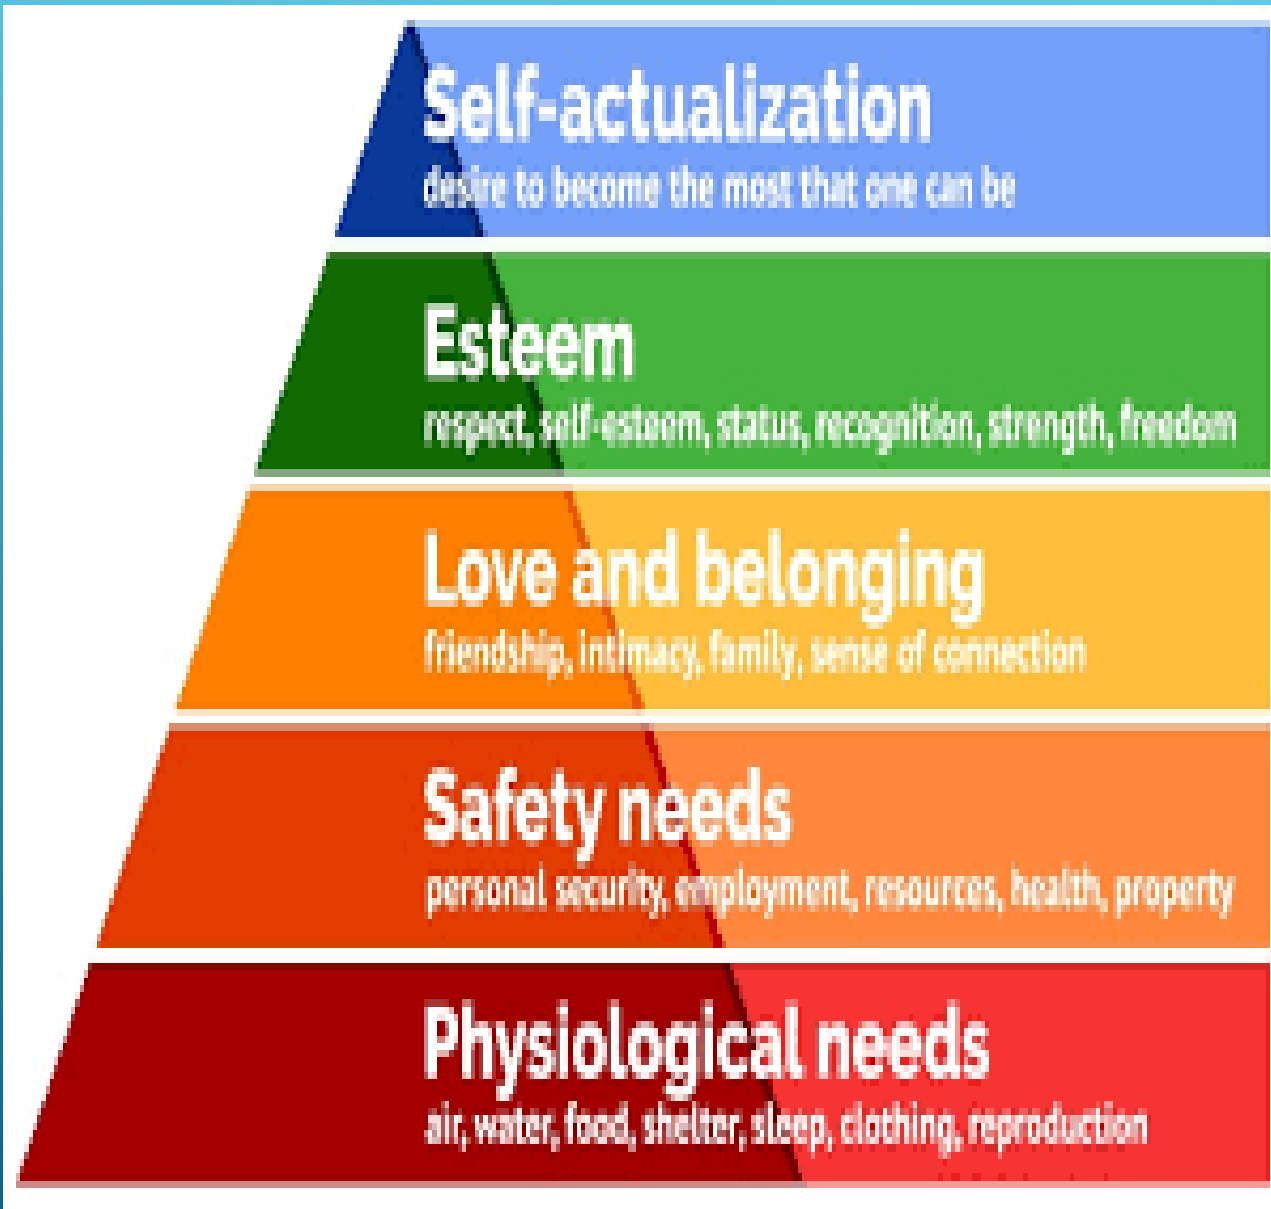 Self-actualization
desire to become the most that one can be
Esteem
respect, self-esteem, status, recognition, strength, freedom
Love and belonging
friendship, intimacy, family, sense of connection
Safety needs
personal security, employment, resources, health, property
Physiological needs
air, water, food, shelter, sleep, clothing, reproduction